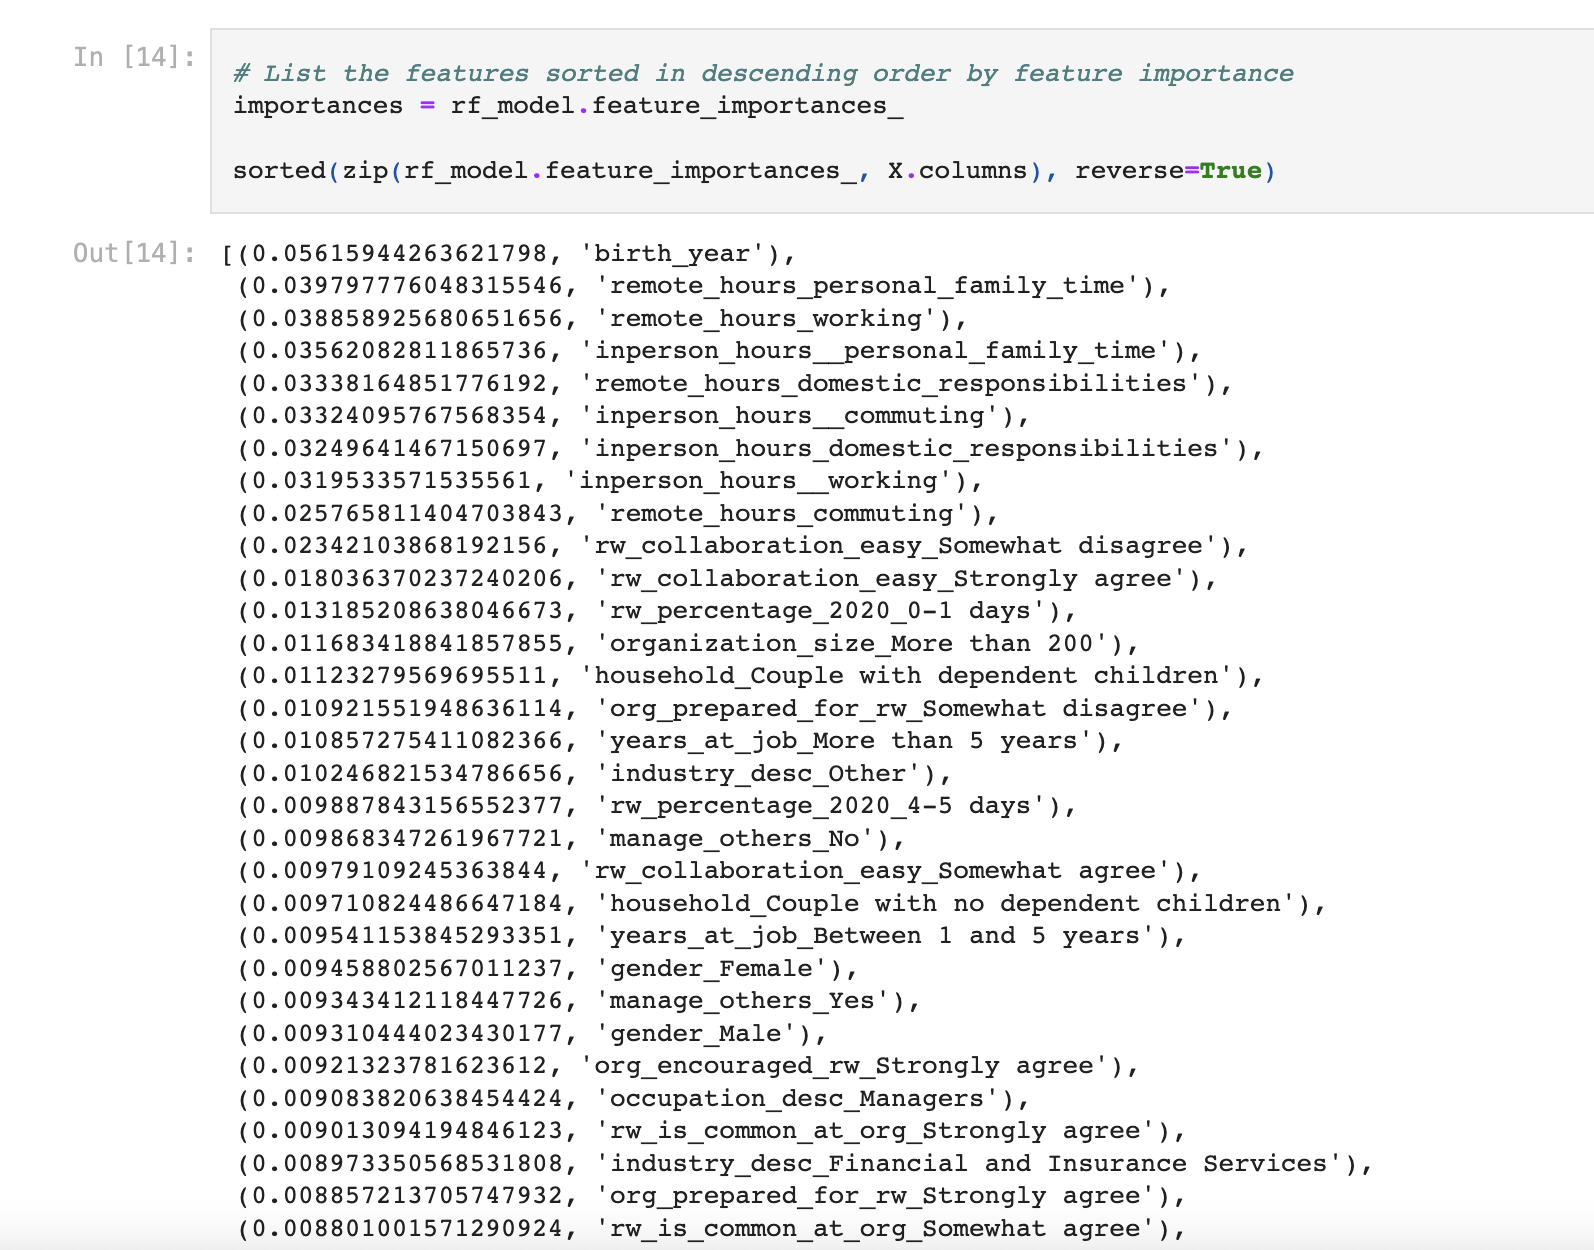 In [14]:
# List the features sorted in descending order by feature importance
importances = rf_model.feature_importances_
sorted(zip(rf_model.feature_importances_, X.columns), reverse=True)
Out[14]:
[(0.05615944263621798, 'birth_year'),
(0.039797776048315546, 'remote_hours_personal_family_time'),
(0.038858925680651656, 'remote_hours_working'),
(0.03562082811865736, 'inperson_hours__personal_family_time'),
(0.03338164851776192, 'remote_hours_domestic_responsibilities'),
(0.03324095767568354, 'inperson_hours__commuting'),
(0.03249641467150697, 'inperson_hours_domestic_responsibilities'),
(0.0319533571535561, 'inperson_hours__working'),
(0.025765811404703843, 'remote_hours_commuting'),
(0.02342103868192156, 'rw_collaboration_easy_Somewhat disagree'),
(0.018036370237240206, 'rw_collaboration_easy_Strongly agree'),
(0.013185208638046673, 'rw_percentage_2020_0-1 days'),
(0.011683418841857855, 'organization_size_More than 200'),
(0.01123279569695511, 'household_Couple with dependent children'),
(0.010921551948636114, 'org_prepared_for_rw_Somewhat disagree'),
(0.010857275411082366, 'years_at_job_More than 5 years'),
(0.010246821534786656, 'industry_desc_Other'),
(0.009887843156552377, 'rw_percentage_2020_4-5 days'),
(0.009868347261967721, 'manage_others_No'),
(0.00979109245363844, 'rw_collaboration_easy_Somewhat agree'),
(0.009710824486647184, 'household_Couple with no dependent children'),
(0.009541153845293351, 'years_at_job_Between 1 and 5 years'),
(0.009458802567011237, 'gender_Female'),
(0.009343412118447726, 'manage_others_Yes'),
(0.009310444023430177, 'gender_Male'),
(0.00921323781623612, 'org_encouraged_rw_Strongly agree'),
(0.009083820638454424, 'occupation_desc_Managers'),
(0.009013094194846123, 'rw_is_common_at_org_Strongly agree'),
(0.008973350568531808, 'industry_desc_Financial and Insurance Services'),
(0.008857213705747932, 'org_prepared_for_rw_Strongly agree'),
(0.008801001571290924, 'rw_is_common_at_org_Somewhat agree'),